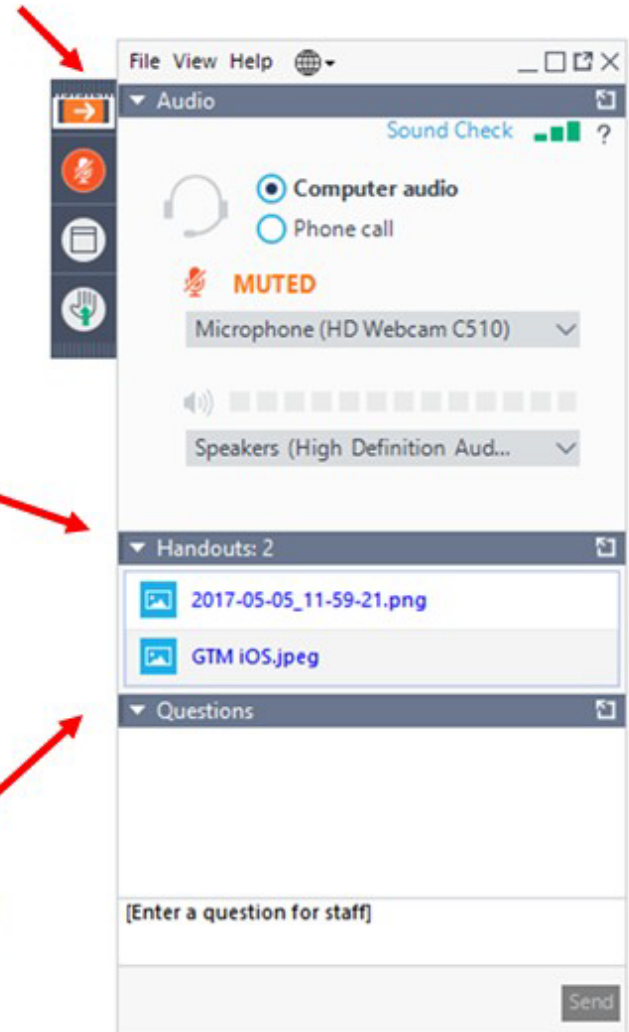 File View Help
Audio
Sound Check ?
Computer audio
Phone call
MUTED
Microphone (HD Webcam C510)
Speakers (High Definition Aud...
Handouts: 2
2017-05-05_11-59-21.png
GTM iOS.jpeg
Questions
[Enter a question for staff]
Send